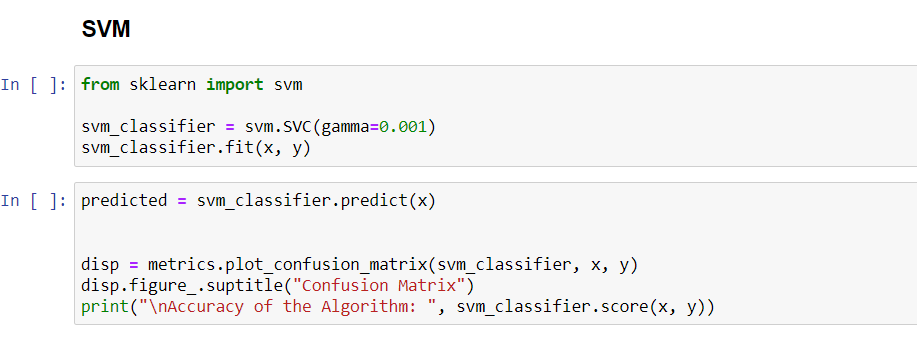 SVM
In [ ]: from sklearn import svm
svm_classifier = svm.SVC(gamma=0.001)
svm_classifier.fit(x, y)
In [ ]: predicted = svm_classifier.predict(x)
disp = metrics.plot_confusion_matrix(svm_classifier, x, y)
disp.figure_.suptitle("Confusion Matrix")
print("\nAccuracy of the Algorithm: ", svm_classifier.score(x, y))